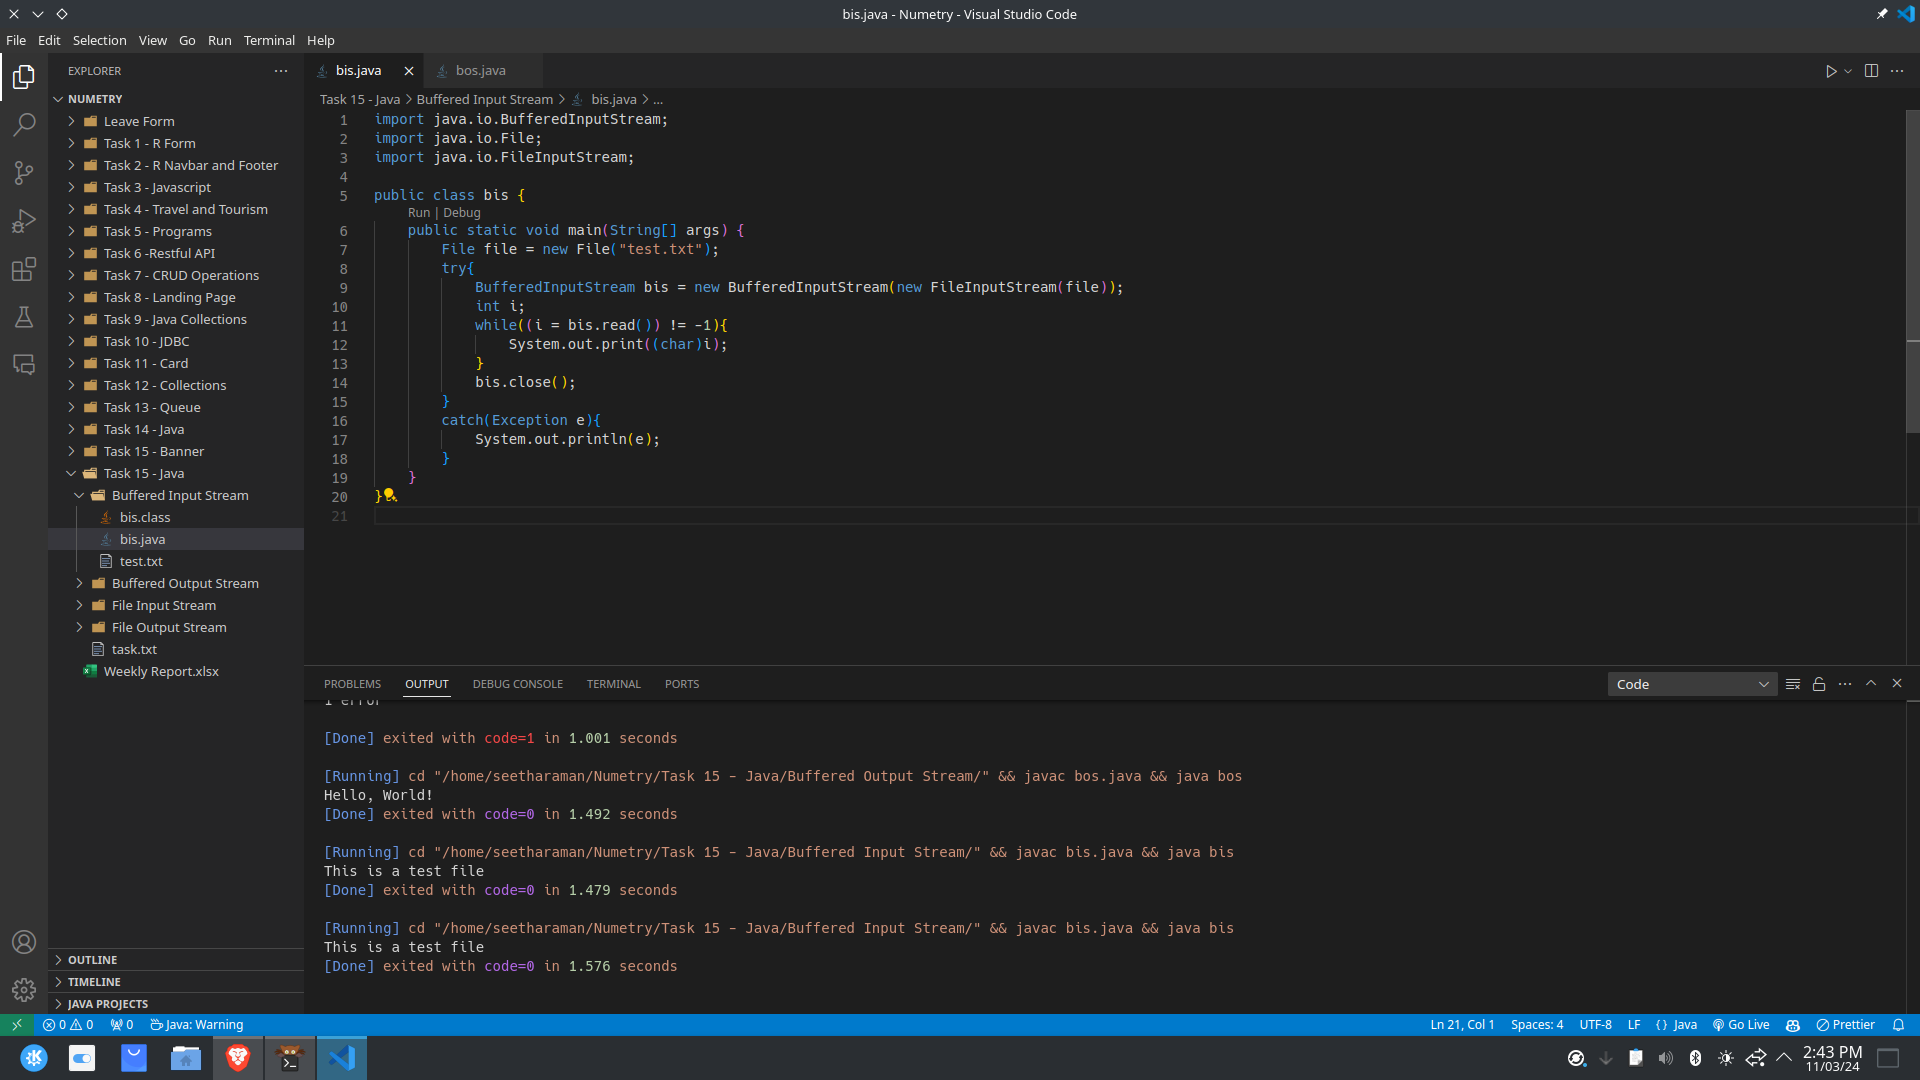 bis.java - Numetry - Visual Studio Code
File Edit Selection View Go Run Terminal Help
EXPLORER
NUMETRY
Leave Form
Task 1 - R Form
Task 2 - R Navbar and Footer
Task 3 - Javascript
Task 4 - Travel and Tourism
Task 5 - Programs
Task 6 -Restful API
Task 7 - CRUD Operations
Task 8 - Landing Page
Task 9 - Java Collections
Task 10 - JDBC
Task 11 - Card
Task 12 - Collections
Task 13 - Queue
Task 14 - Java
Task 15 - Banner
Task 15 - Java
Buffered Input Stream
bis.class
bis.java
test.txt
Buffered Output Stream
File Input Stream
File Output Stream
task.txt
Weekly Report.xlsx
OUTLINE
TIMELINE
JAVA PROJECTS
bis.java bos.java
Task 15 - Java > Buffered Input Stream > bis.java > ...
1 import java.io.BufferedInputStream;
2 import java.io.File;
3 import java.io.FileInputStream;
4
5 public class bis {
Run | Debug
6 public static void main(String[] args) {
7 File file = new File("test.txt");
8 try{
9 BufferedInputStream bis = new BufferedInputStream(new FileInputStream(file));
10 int i;
11 while((i = bis.read()) != -1){
12 System.out.print((char)i);
13 }
14 bis.close();
15 }
16 catch(Exception e){
17 System.out.println(e);
18 }
19 }
20 }
21
PROBLEMS OUTPUT DEBUG CONSOLE TERMINAL PORTS Code
1 error
[Done] exited with code=1 in 1.001 seconds
[Running] cd "/home/seetharaman/Numetry/Task 15 - Java/Buffered Output Stream/" && javac bos.java && java bos
Hello, World!
[Done] exited with code=0 in 1.492 seconds
[Running] cd "/home/seetharaman/Numetry/Task 15 - Java/Buffered Input Stream/" && javac bis.java && java bis
This is a test file
[Done] exited with code=0 in 1.479 seconds
[Running] cd "/home/seetharaman/Numetry/Task 15 - Java/Buffered Input Stream/" && javac bis.java && java bis
This is a test file
[Done] exited with code=0 in 1.576 seconds
0 0 0 Java: Warning Ln 21, Col 1 Spaces: 4 UTF-8 LF {} Java Go Live Prettier
2:43 PM
11/03/24